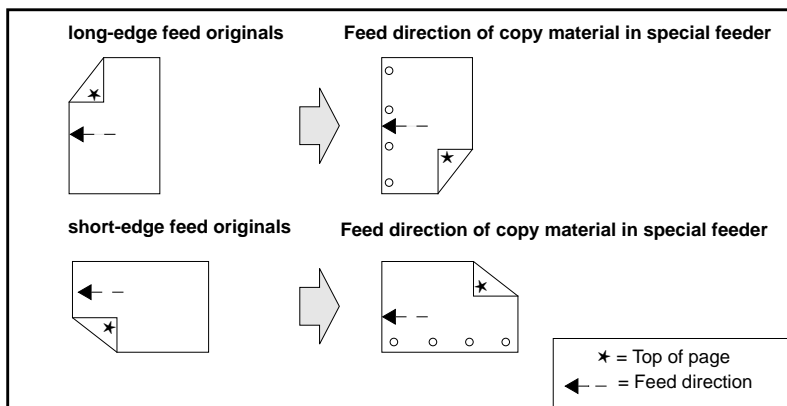 long-edge feed originals
Feed direction of copy material in special feeder
short-edge feed originals
Feed direction of copy material in special feeder
= Top of page
= Feed direction